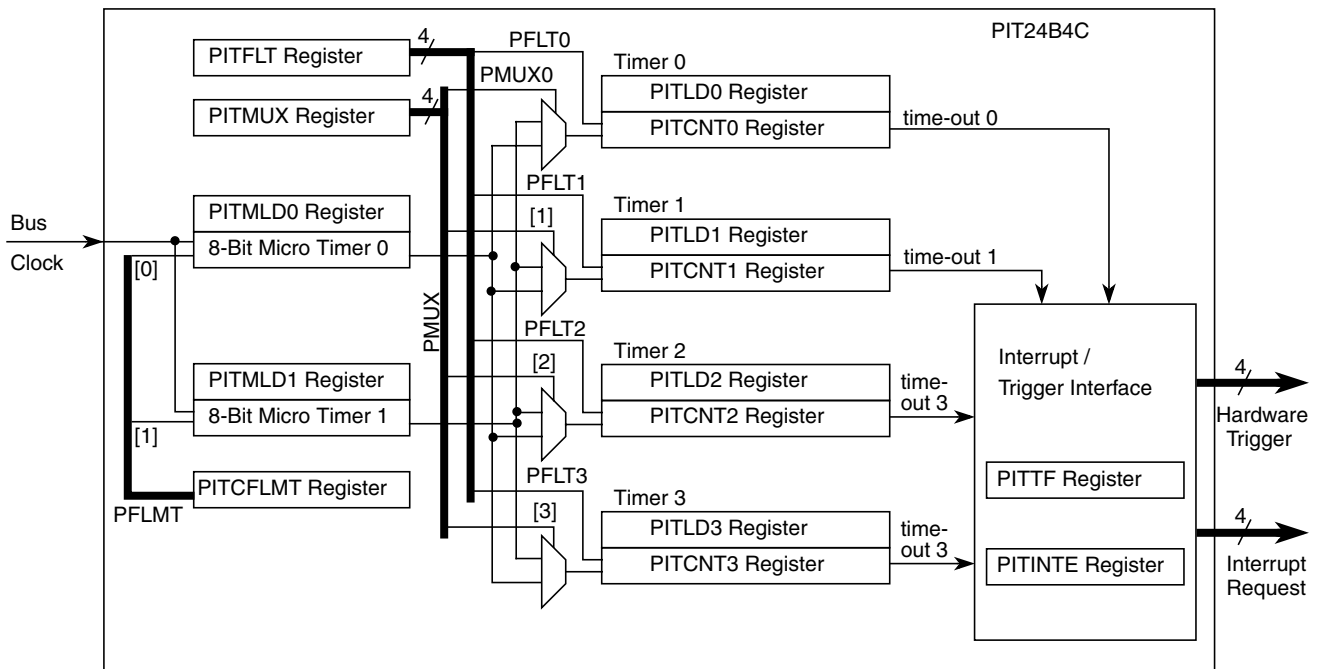 PIT24B4C
4
PFLT0
PITFLT Register
Timer 0
PMUX0
PITLD0 Register
4
PITMUX Register
PITCNT0 Register
time-out 0
PFLT1
Bus
Clock
PITMLD0 Register
8-Bit Micro Timer 0
[0]
[1]
Timer 1
PITLD1 Register
PITCNT1 Register
time-out 1
PMUX
PFLT2
[2]
Timer 2
PITLD2 Register
PITCNT2 Register
time-
out 3
Interrupt /
Trigger Interface
4
Hardware
Trigger
PITMLD1 Register
8-Bit Micro Timer 1
[1]
PITCFLMT Register
PFLMT
PFLT3
[3]
Timer 3
PITLD3 Register
PITCNT3 Register
time-
out 3
PITTF Register
PITINTE Register
4
Interrupt
Request